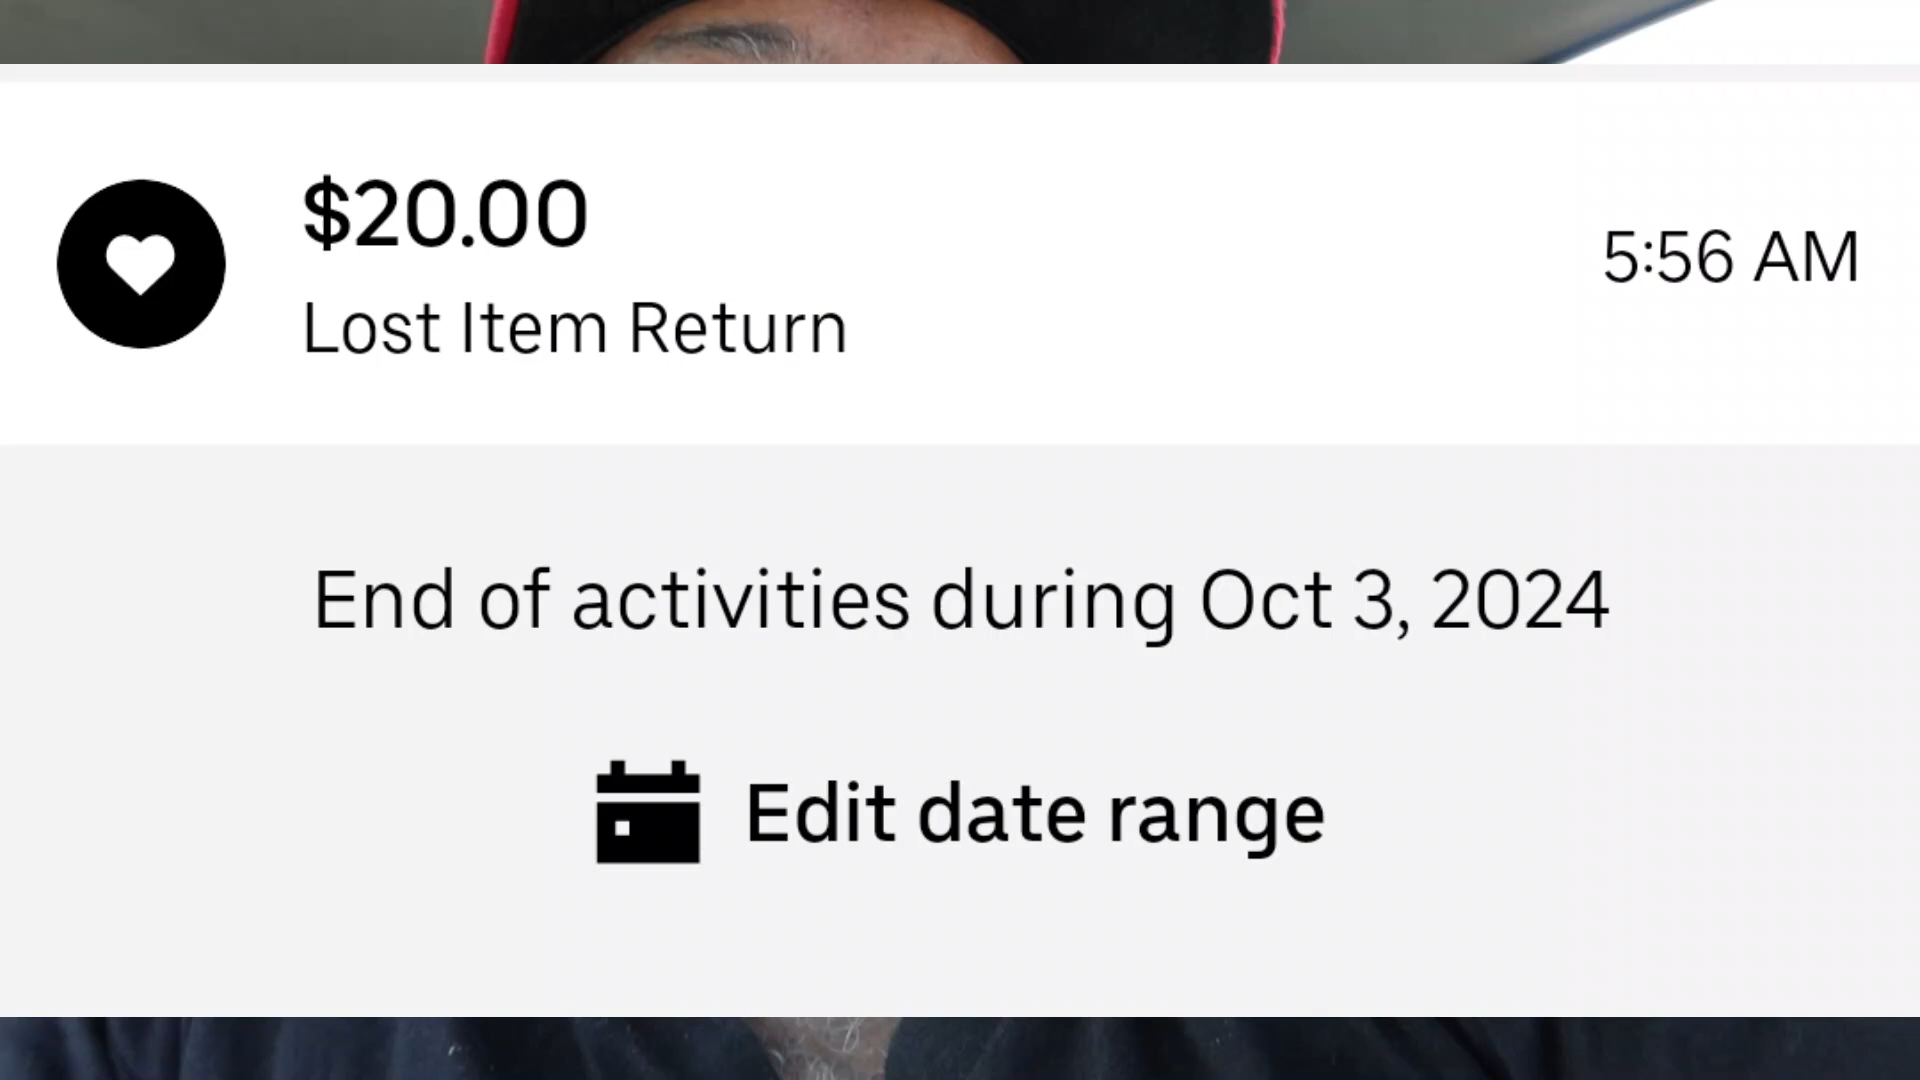 $20.00
5:56 AM
Lost Item Return
End of activities during Oct 3, 2024
Edit date range